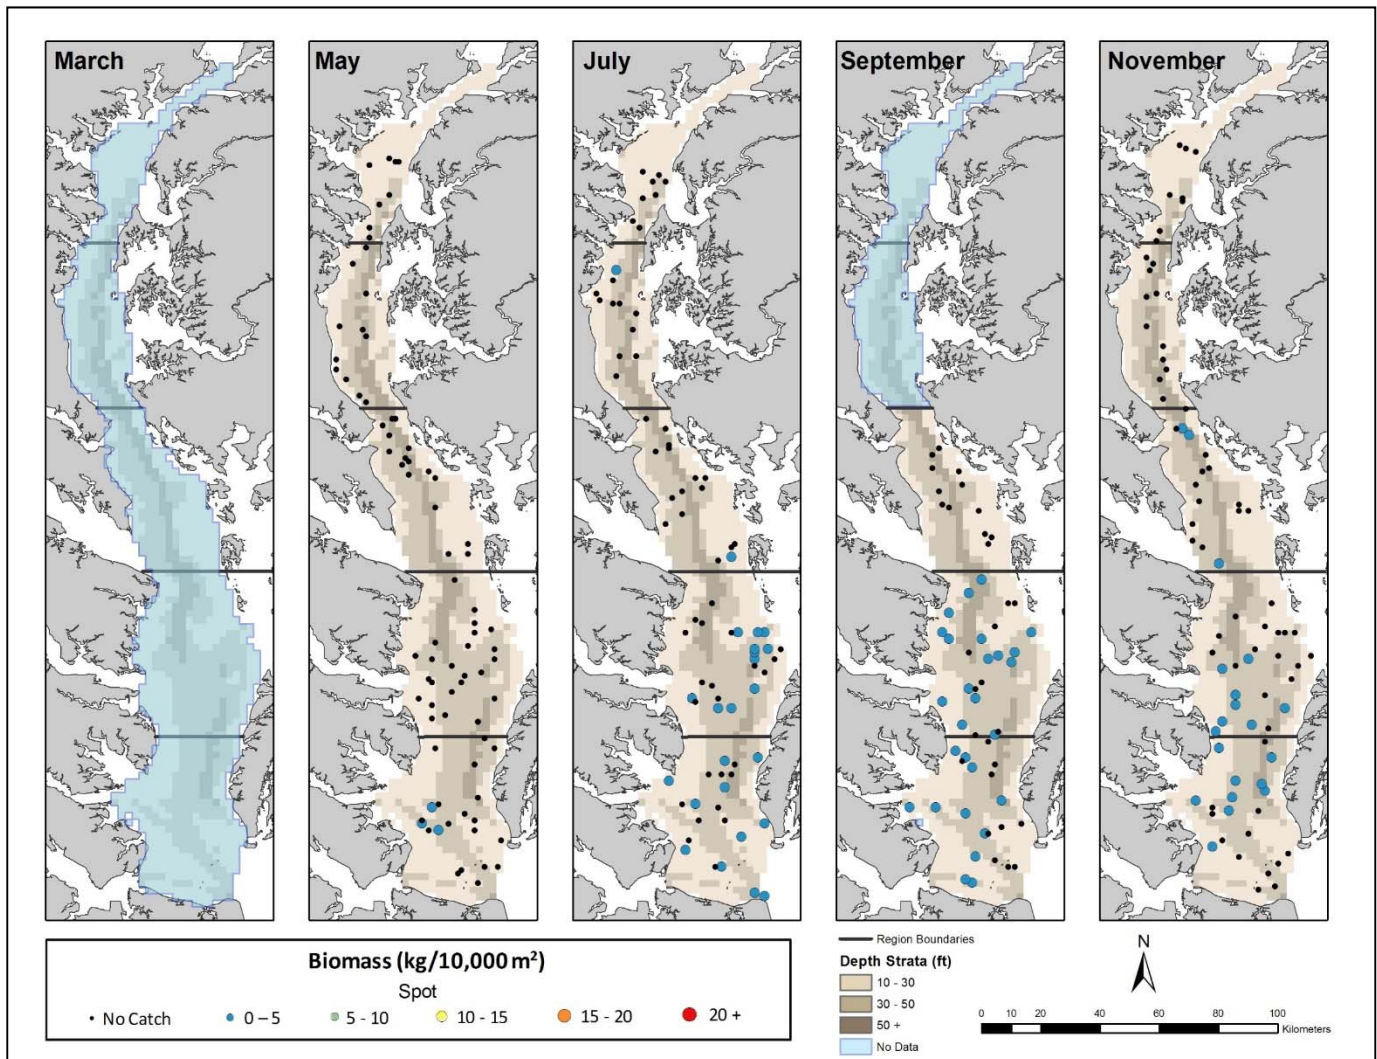 March
May
July
September
November
Biomass (kg/10,000 m²)
Spot
No Catch
0 – 5
5 - 10
10 - 15
15 - 20
20 +
Region Boundaries
Depth Strata (ft)
10 - 30
30 - 50
50 +
No Data
N
0 10 20 40 60 80 100
Kilometers